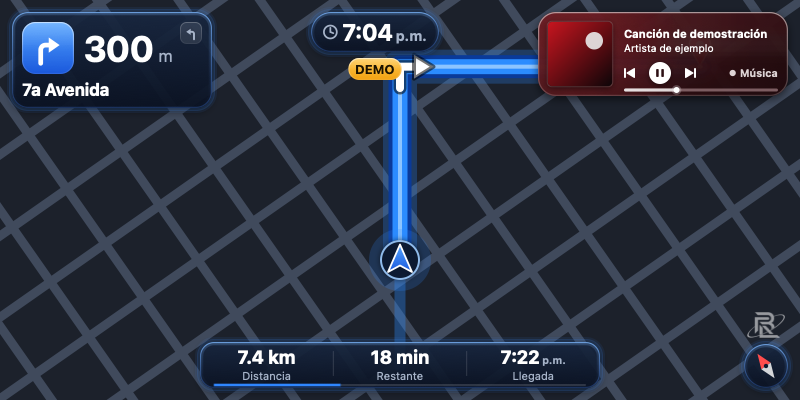 300 m
7a Avenida
7:04 p.m.
DEMO
Canción de demostración
Artista de ejemplo
Música
7.4 km
Distancia
18 min
Restante
7:22 p.m.
Llegada